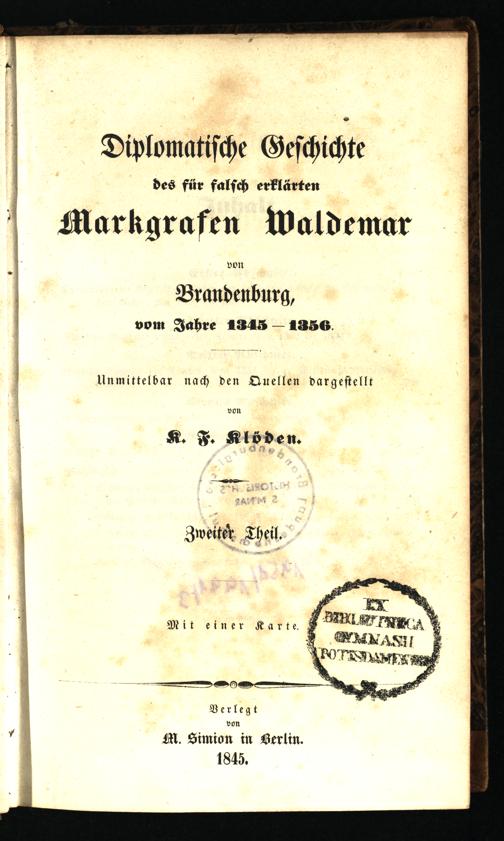 Diplomatische Geschichte
des für falsch erklärten
Markgrafen Waldemar
von
Brandenburg,
vom Jahre 1345 – 1356.
Unmittelbar nach den Quellen dargestellt
von
K. F. Klöden.
Zweiter Theil.
Mit einer Karte.
EX
BIBLIOTHECA
GYMNASII
POTTSDAMENSIS
Verlegt
von
M. Simion in Berlin.
1845.